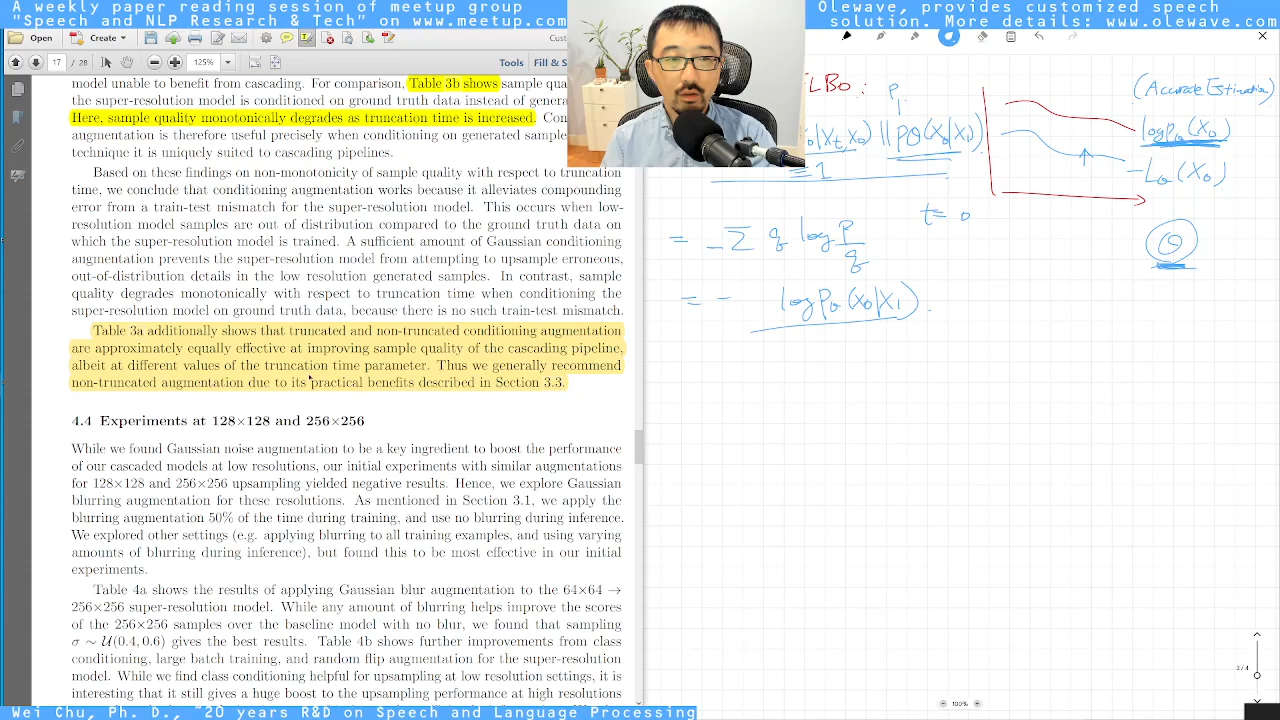 A weekly paper reading session of meetup group
"Speech and NLP Research & Tech" on www.meetup.com
Olewave, provides customized speech
solution. More details: www.olewave.com
Open
Create
17 / 28
125%
Tools
Fill &
model unable to benefit from cascading. For comparison, Table 3b shows sample qua
the super-resolution model is conditioned on ground truth data instead of genera
Here, sample quality monotonically degrades as truncation time is increased. Con
augmentation is therefore useful precisely when conditioning on generated sample
technique it is uniquely suited to cascading pipelines.
Based on these findings on non-monotonicity of sample quality with respect to truncation
time, we conclude that conditioning augmentation works because it alleviates compounding
error from a train-test mismatch for the super-resolution model. This occurs when low-
resolution model samples are out of distribution compared to the ground truth data on
which the super-resolution model is trained. A sufficient amount of Gaussian conditioning
augmentation prevents the super-resolution model from attempting to upsample erroneous,
out-of-distribution details in the low resolution generated samples. In contrast, sample
quality degrades monotonically with respect to truncation time when conditioning the
super-resolution model on ground truth data, because there is no such train-test mismatch.
Table 3a additionally shows that truncated and non-truncated conditioning augmentation
are approximately equally effective at improving sample quality of the cascading pipeline,
albeit at different values of the truncation time parameter. Thus we generally recommend
non-truncated augmentation due to its practical benefits described in Section 3.3.
4.4 Experiments at 128×128 and 256×256
While we found Gaussian noise augmentation to be a key ingredient to boost the performance
of our cascaded models at low resolutions, our initial experiments with similar augmentations
for 128×128 and 256×256 upsampling yielded negative results. Hence, we explore Gaussian
blurring augmentation for these resolutions. As mentioned in Section 3.1, we apply the
blurring augmentation 50% of the time during training, and use no blurring during inference.
We explored other settings (e.g. applying blurring to all training examples, and using varying
amounts of blurring during inference), but found this to be most effective in our initial
experiments.
Table 4a shows the results of applying Gaussian blur augmentation to the 64×64 →
256×256 super-resolution model. While any amount of blurring helps improve the scores
of the 256×256 samples over the baseline model with no blur, we found that sampling
σ ∼ U(0.4, 0.6) gives the best results. Table 4b shows further improvements from class
conditioning, large batch training, and random flip augmentation for the super-resolution
model. While we find class conditioning helpful for upsampling at low resolution settings, it is
interesting that it still gives a huge boost to the upsampling performance at high resolutions
LBO:
P
|Xt,X0) || pθ(X0|X1)
≡ 1
t = 0
= - Σ q log P/q
= - log pθ(X0|X1)
(Accurate Estimation)
log pθ(X0)
-Lθ(X0)
θ
3/4
100%
Wei Chu, Ph. D., ~20 years R&D on Speech and Language Processing